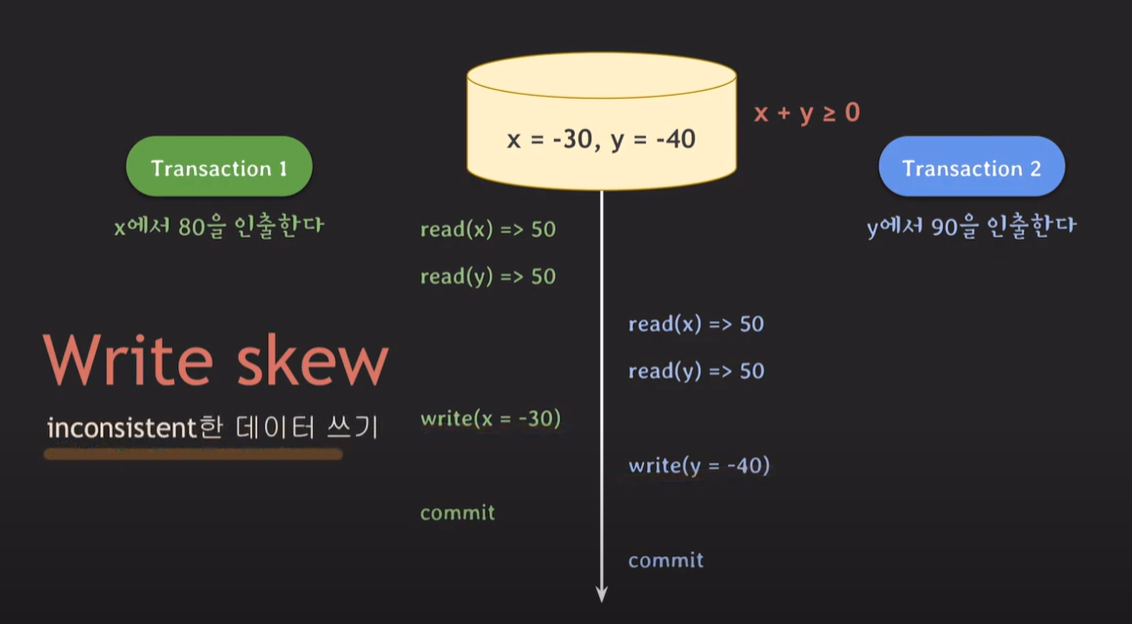 x = -30, y = -40
x + y ≥ 0
Transaction 1
x에서 80을 인출한다
Transaction 2
y에서 90을 인출한다
read(x) => 50
read(y) => 50
read(x) => 50
read(y) => 50
Write skew
inconsistent한 데이터 쓰기
write(x = -30)
write(y = -40)
commit
commit